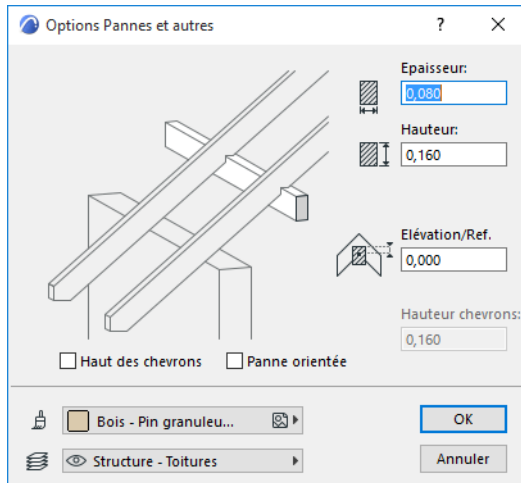 Options Pannes et autres
Epaisseur:
0,080
Hauteur:
0,160
Elévation/Ref.
0,000
Hauteur chevrons:
0,160
Haut des chevrons
Panne orientée
Bois - Pin granuleu...
OK
Structure - Toitures
Annuler